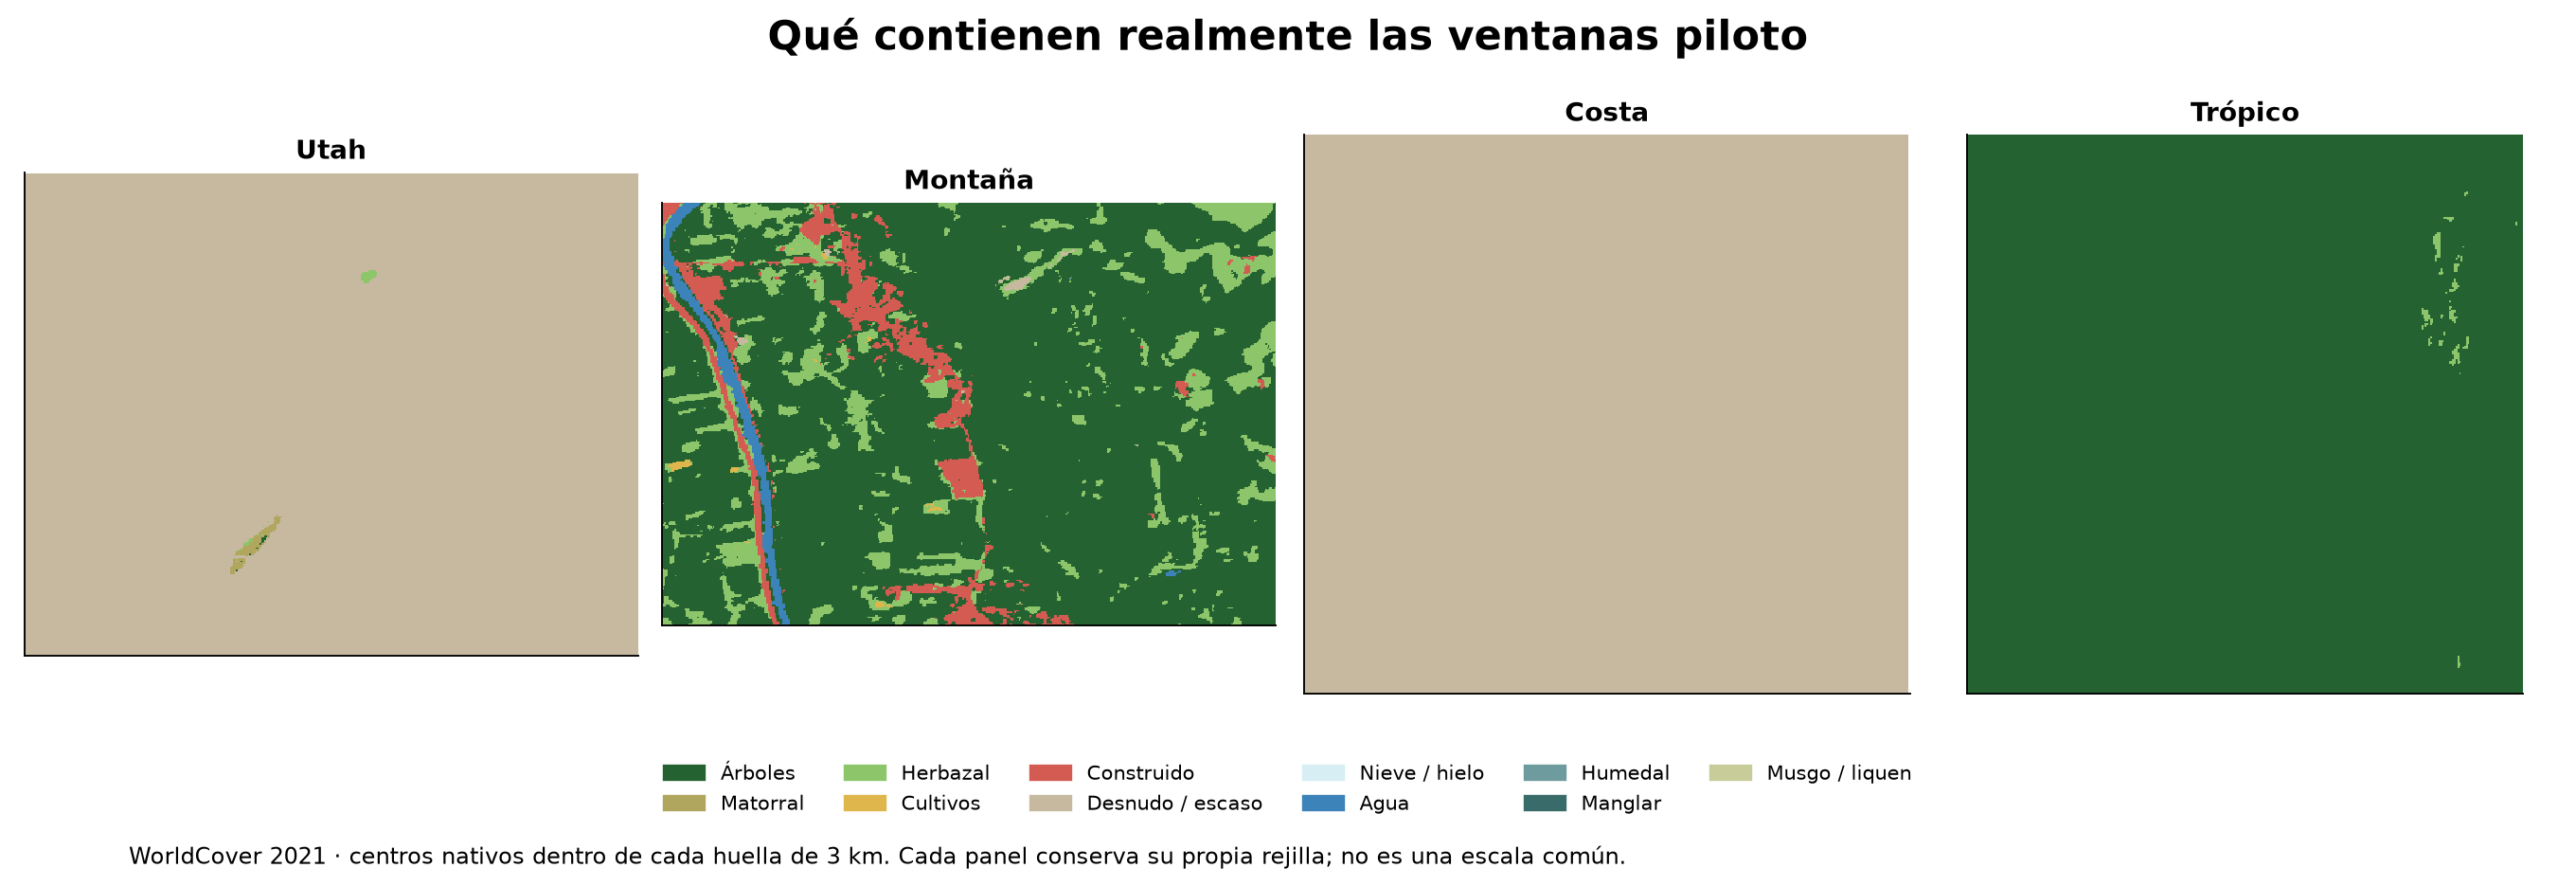 Qué contienen realmente las ventanas piloto
Utah
Montaña
Costa
Trópico
Árboles
Herbazal
Construido
Nieve / hielo
Humedal
Musgo / liquen
Matorral
Cultivos
Desnudo / escaso
Agua
Manglar
WorldCover 2021 · centros nativos dentro de cada huella de 3 km. Cada panel conserva su propia rejilla; no es una escala común.